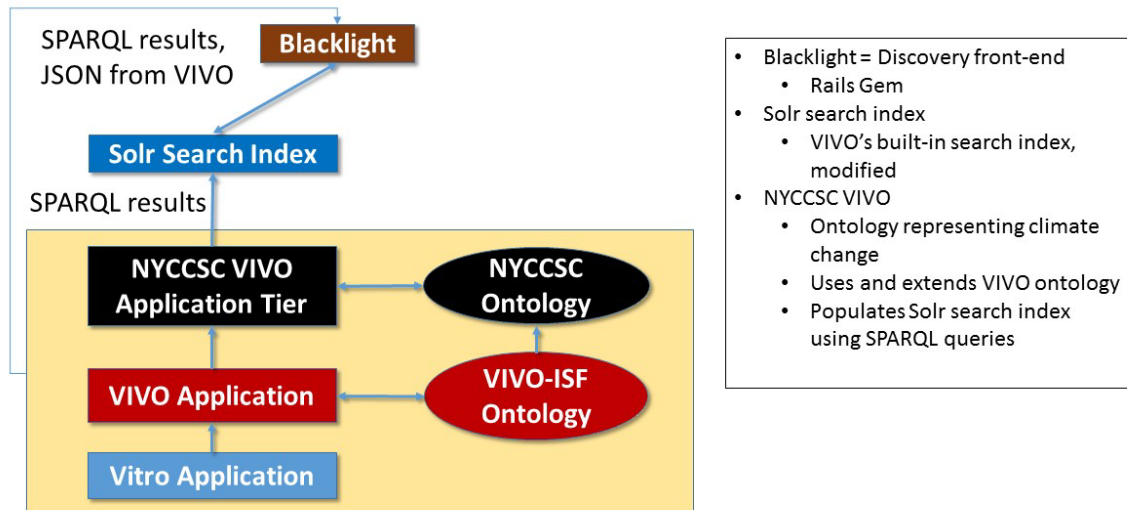 SPARQL results,
JSON from VIVO
Blacklight
Solr Search Index
SPARQL results
NYCCSC VIVO
Application Tier
NYCCSC
Ontology
VIVO Application
VIVO-ISF
Ontology
Vitro Application
• Blacklight = Discovery front-end
• Rails Gem
• Solr search index
• VIVO's built-in search index,
modified
• NYCCSC VIVO
• Ontology representing climate
change
• Uses and extends VIVO ontology
• Populates Solr search index
using SPARQL queries